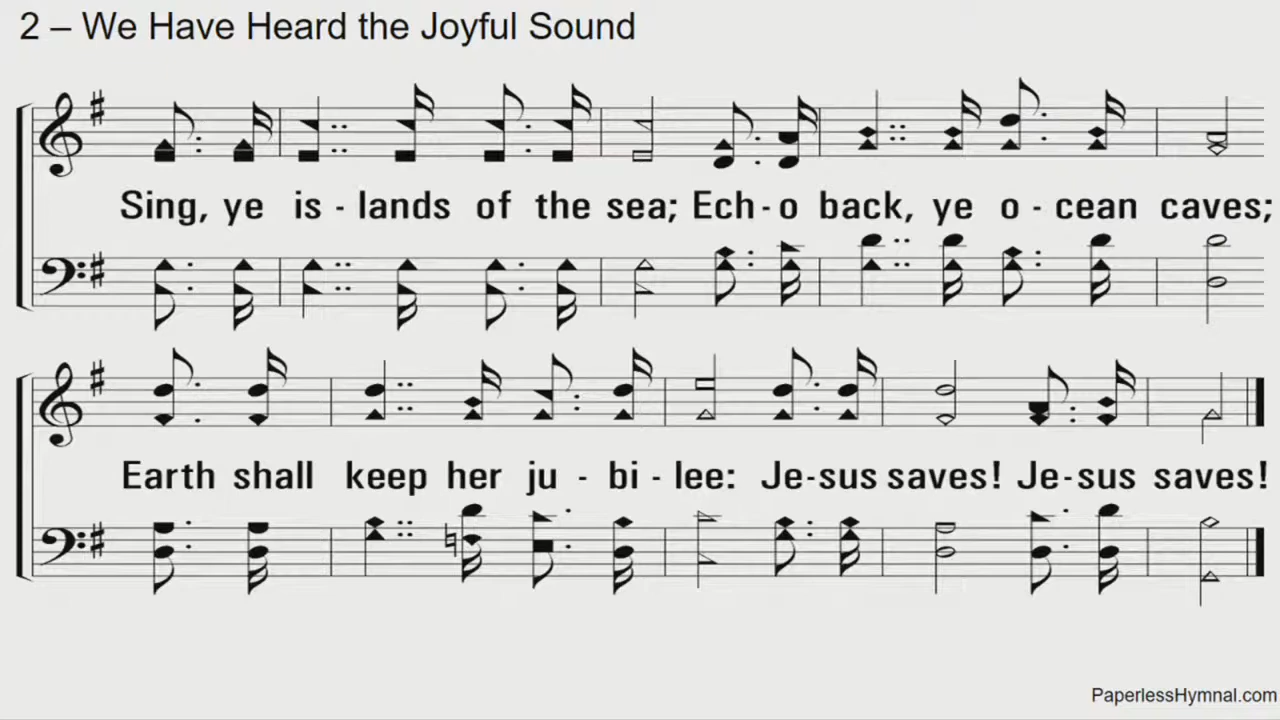 2 – We Have Heard the Joyful Sound
Sing, ye is - lands of the sea; Ech - o back, ye o - cean caves;
Earth shall keep her ju - bi - lee: Je - sus saves! Je - sus saves!
PaperlessHymnal.com